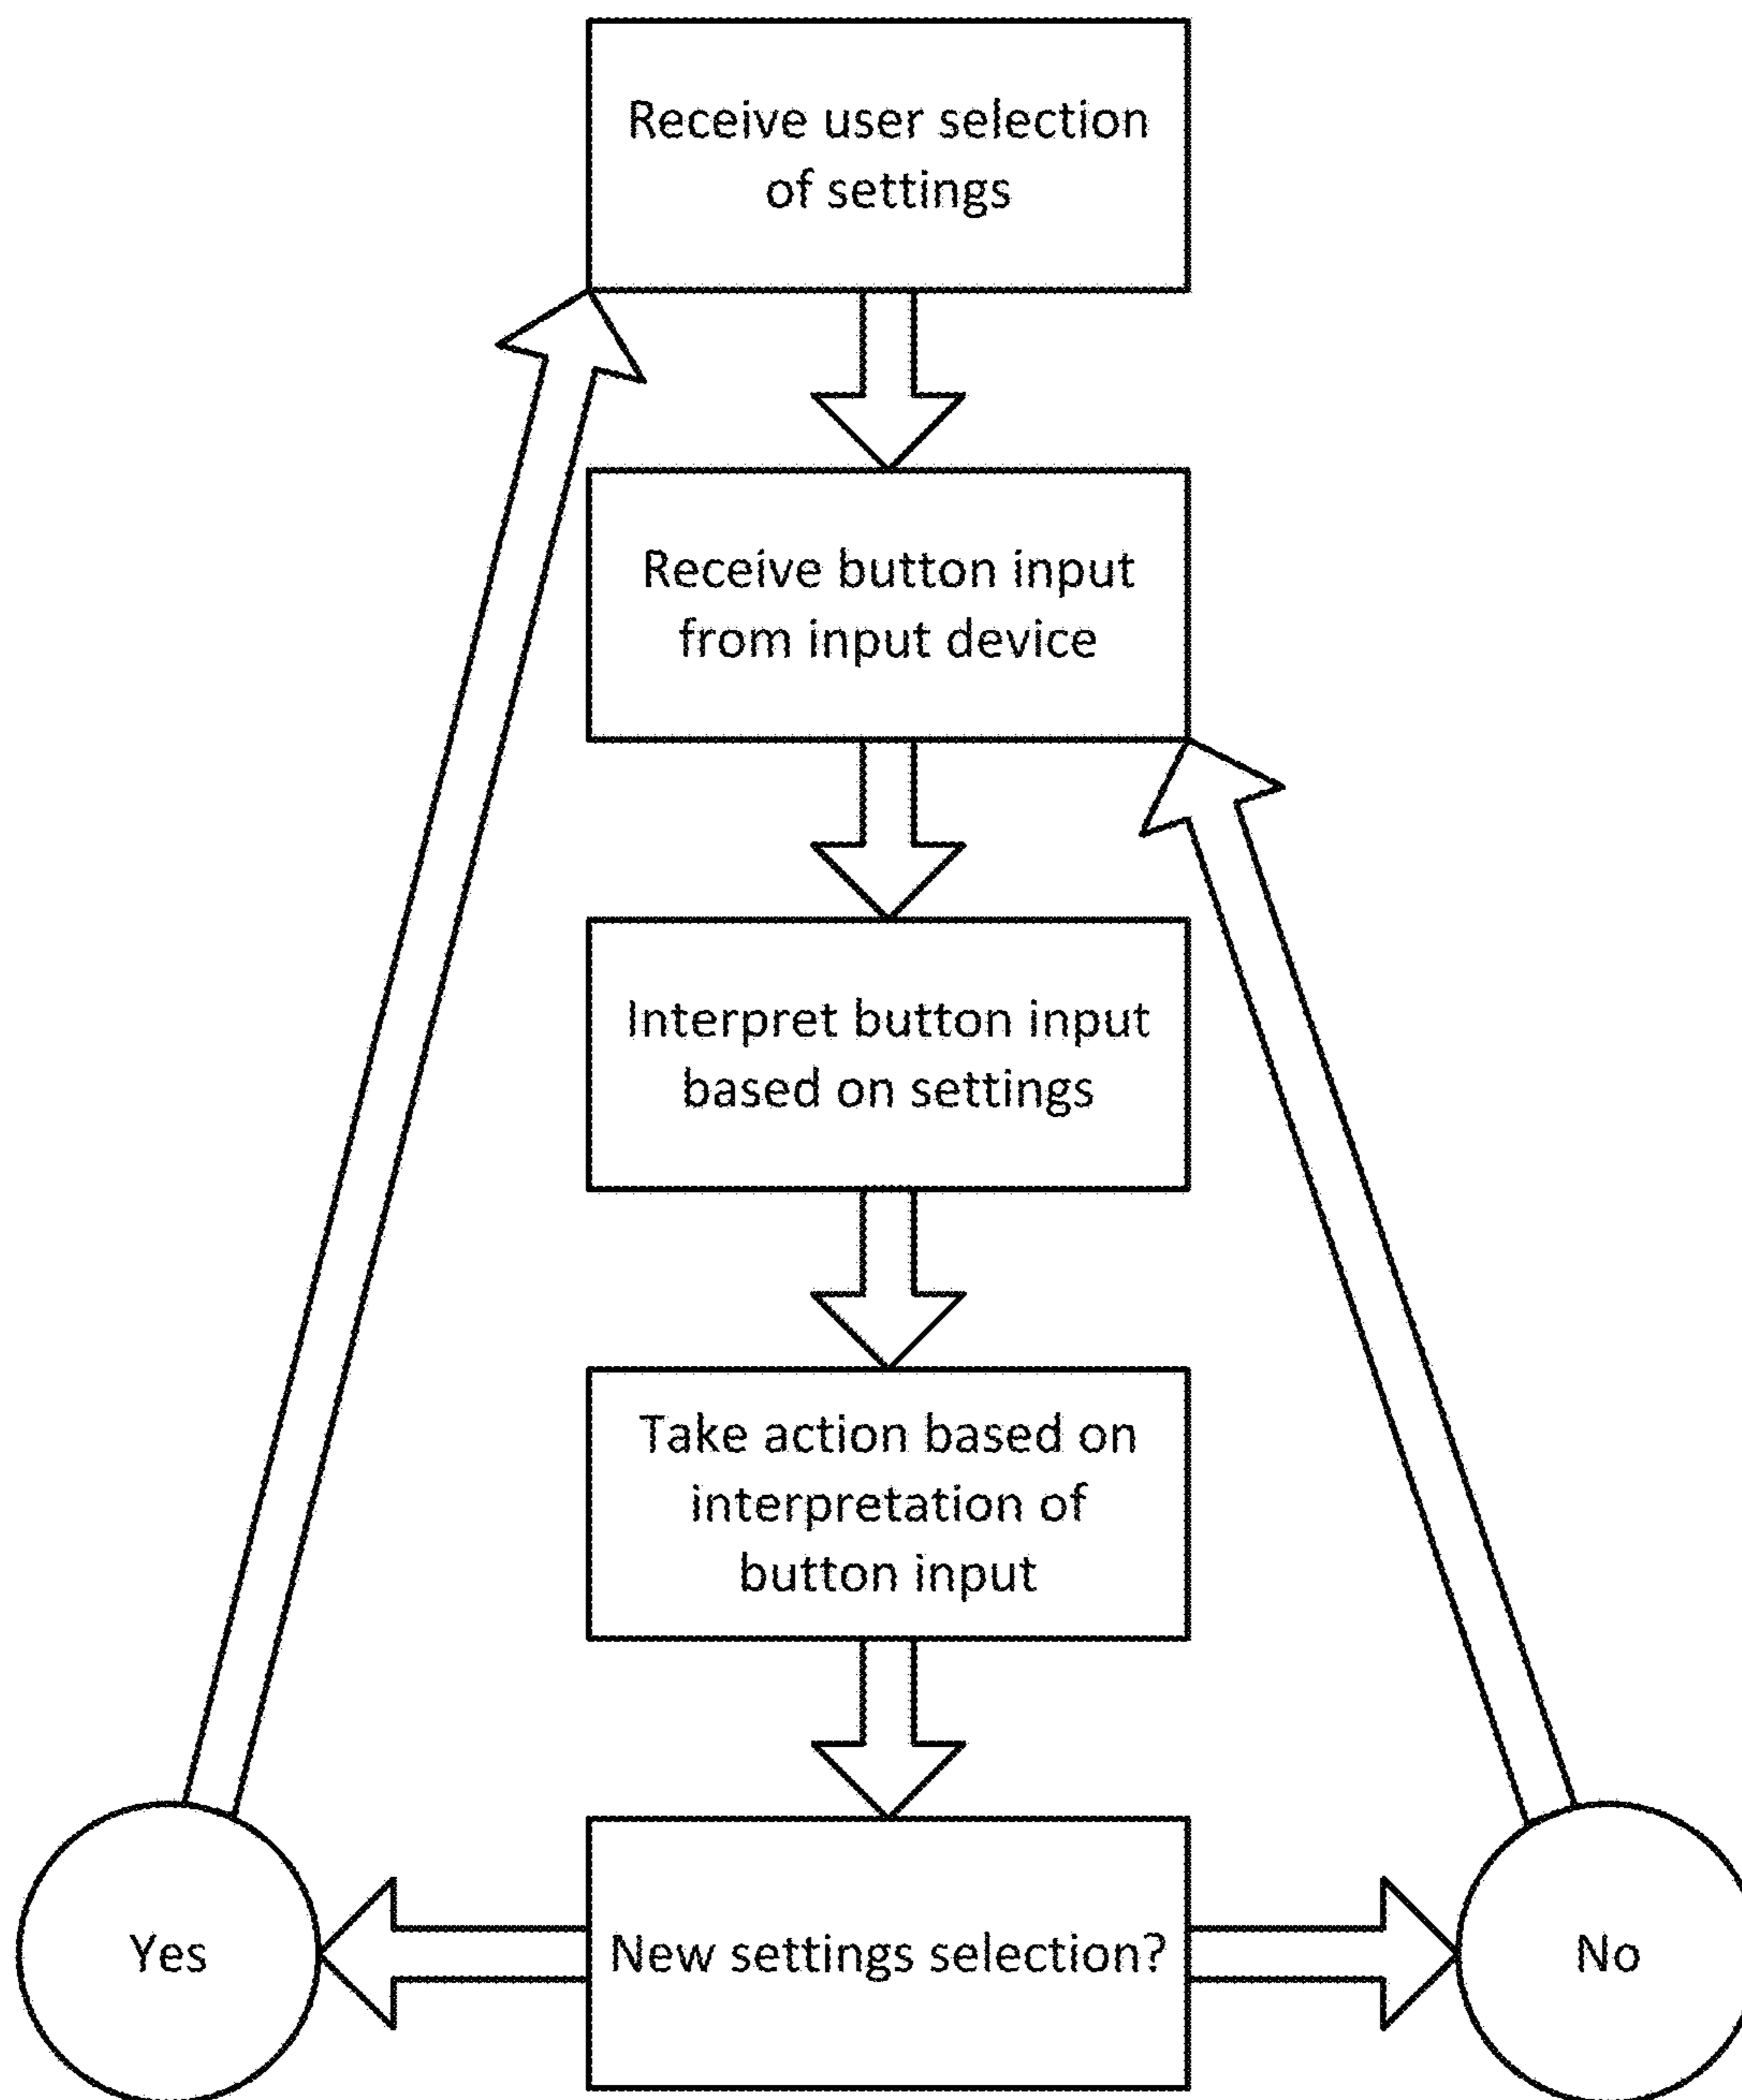 Receive user selection
of settings
Receive button input
from input device
Interpret button input
based on settings
Take action based on
interpretation of
button input
Yes
New settings selection?
No